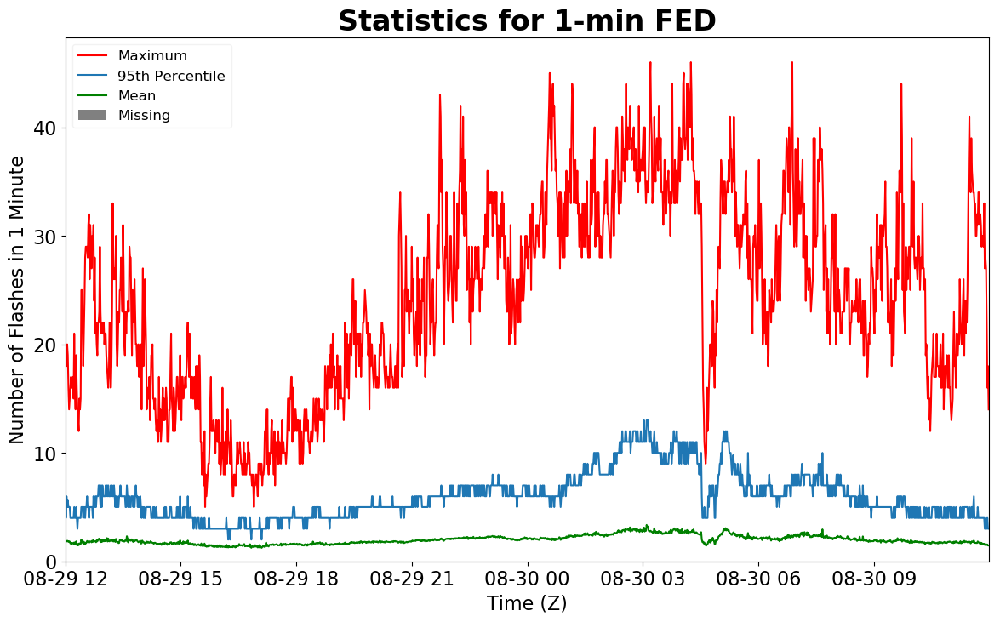 Statistics for 1-min FED
Maximum
95th Percentile
Mean
Missing
Number of Flashes in 1 Minute
40
30
20
10
0
08-29 12
08-29 15
08-29 18
08-29 21
08-30 00
08-30 03
08-30 06
08-30 09
Time (Z)